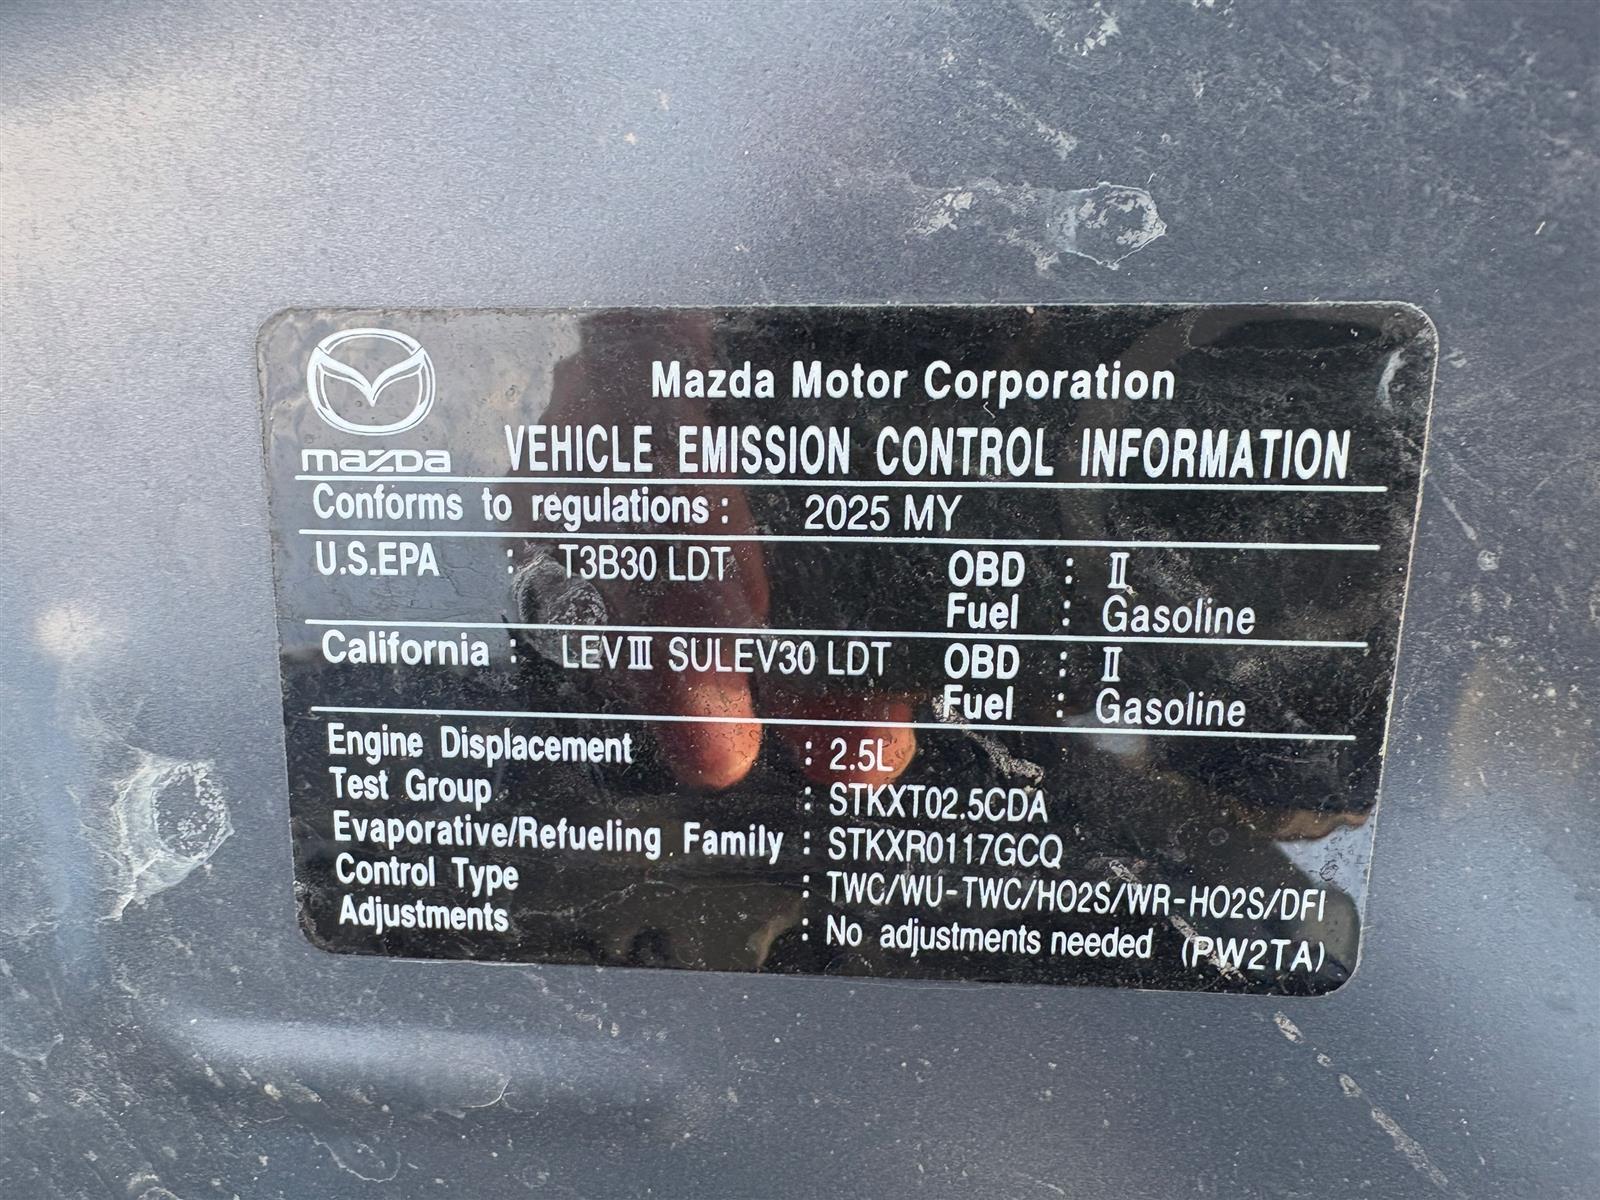 mazda
Mazda Motor Corporation
VEHICLE EMISSION CONTROL INFORMATION
Conforms to regulations : 2025 MY
U.S.EPA : T3B30 LDT OBD : Ⅱ
Fuel : Gasoline
California : LEVⅢ SULEV30 LDT OBD : Ⅱ
Fuel : Gasoline
Engine Displacement : 2.5L
Test Group : STKXT02.5CDA
Evaporative/Refueling Family : STKXR0117GCQ
Control Type : TWC/WU-TWC/HO2S/WR-HO2S/DFI
Adjustments : No adjustments needed (PW2TA)